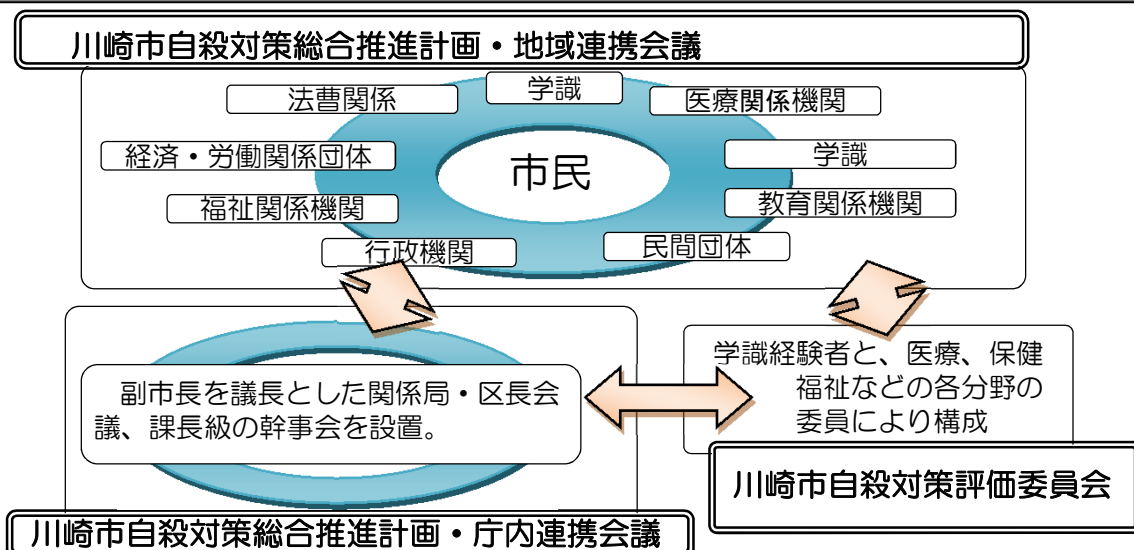 川崎市自殺対策総合推進計画・地域連携会議
学識
法曹関係
医療関係機関
経済・労働関係団体
学識
市民
福祉関係機関
教育関係機関
行政機関
民間団体
副市長を議長とした関係局・区長会
議、課長級の幹事会を設置。
学識経験者と、医療、保健
福祉などの各分野の
委員により構成
川崎市自殺対策評価委員会
川崎市自殺対策総合推進計画・庁内連携会議